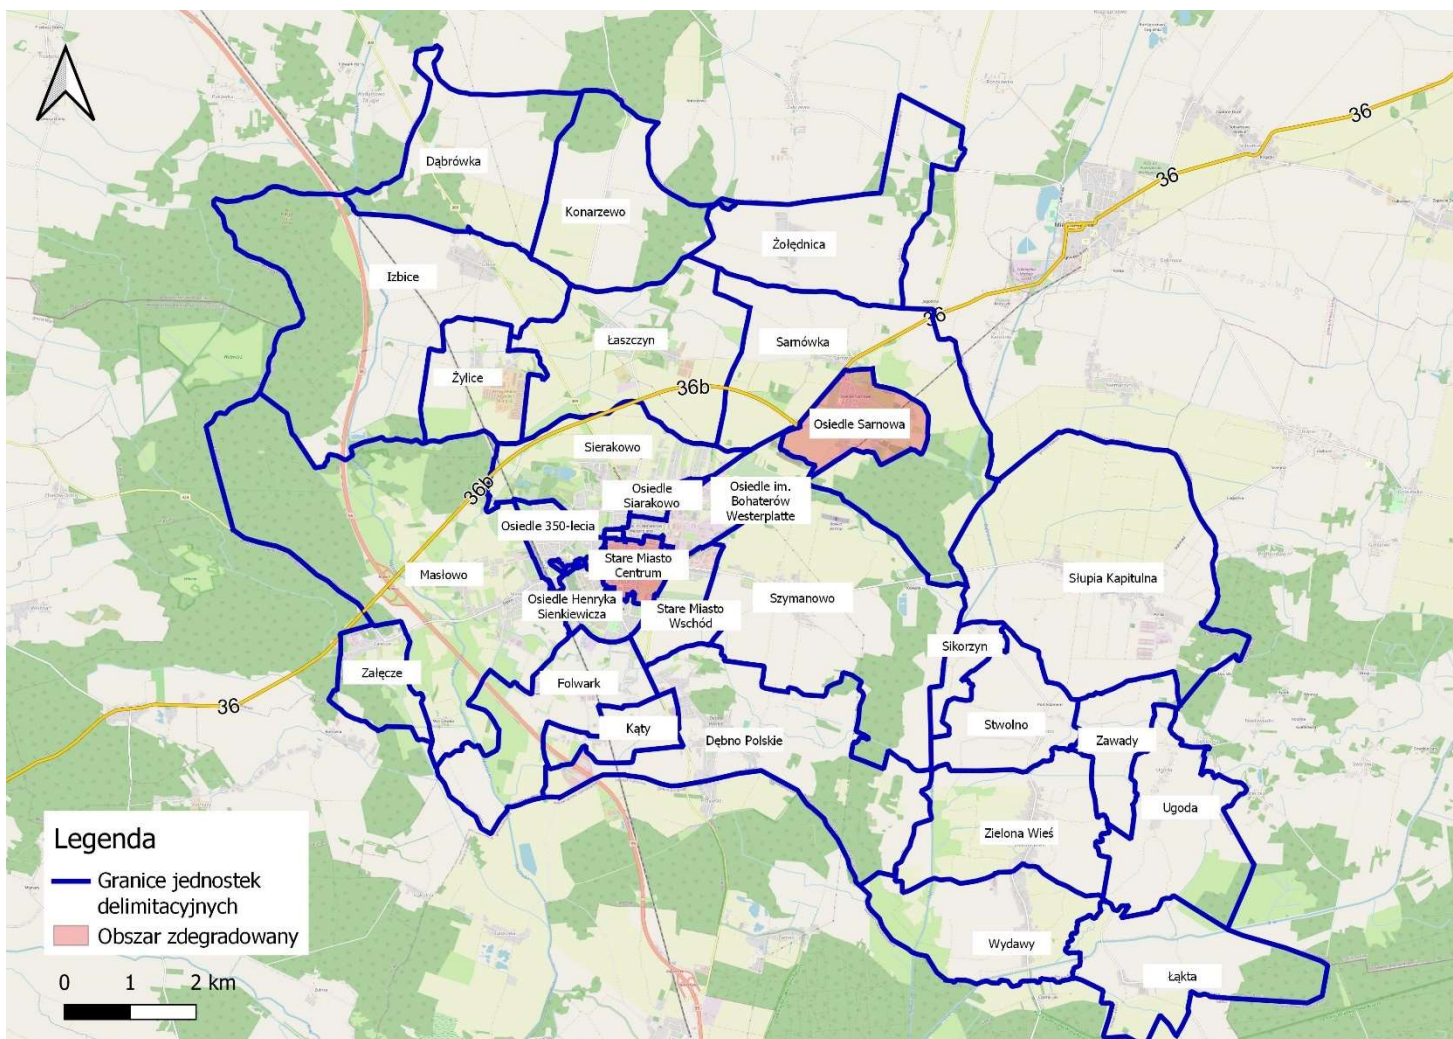 36
36
36
Dąbrówka
Konarzewo
Żołędnica
Izbice
Łaszczyn
Sarnówka
Żylice
36b
Osiedle Sarnowa
Sierakowo
36b
Osiedle
Siarakowo
Osiedle im.
Bohaterów
Westerplatte
Osiedle 350-lecia
Stare Miasto
Centrum
Masłowo
Słupia Kapitulna
Osiedle Henryka
Sienkiewicza
Stare Miasto
Wschód
Szymanowo
Sikorzyn
Załęcze
Folwark
36
Kąty
Dębno Polskie
Stwolno
Zawady
Ugoda
Zielona Wieś
Wydawy
Łąkta
Legenda
Granice jednostek
delimitacyjnych
Obszar zdegradowany
0 1 2 km